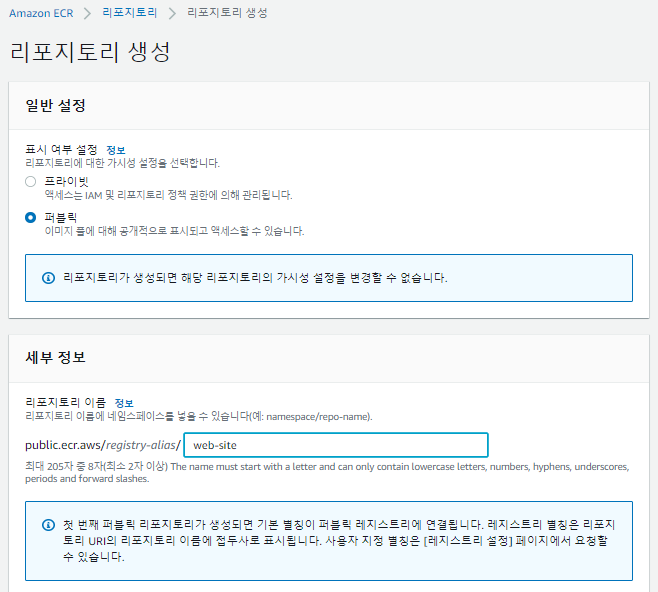 Amazon ECR > 리포지토리 > 리포지토리 생성
리포지토리 생성
일반 설정
표시 여부 설정 정보
리포지토리에 대한 가시성 설정을 선택합니다.
프라이빗
액세스는 IAM 및 리포지토리 정책 권한에 의해 관리됩니다.
퍼블릭
이미지 풀에 대해 공개적으로 표시되고 액세스할 수 있습니다.
리포지토리가 생성되면 해당 리포지토리의 가시성 설정을 변경할 수 없습니다.
세부 정보
리포지토리 이름 정보
리포지토리 이름에 네임스페이스를 넣을 수 있습니다(예: namespace/repo-name).
public.ecr.aws/registry-alias/ web-site
최대 205자 중 8자(최소 2자 이상) The name must start with a letter and can only contain lowercase letters, numbers, hyphens, underscores,
periods and forward slashes.
첫 번째 퍼블릭 리포지토리가 생성되면 기본 별칭이 퍼블릭 레지스트리에 연결됩니다. 레지스트리 별칭은 리포지
토리 URI의 리포지토리 이름에 접두사로 표시됩니다. 사용자 지정 별칭은 [레지스트리 설정] 페이지에서 요청할
수 있습니다.